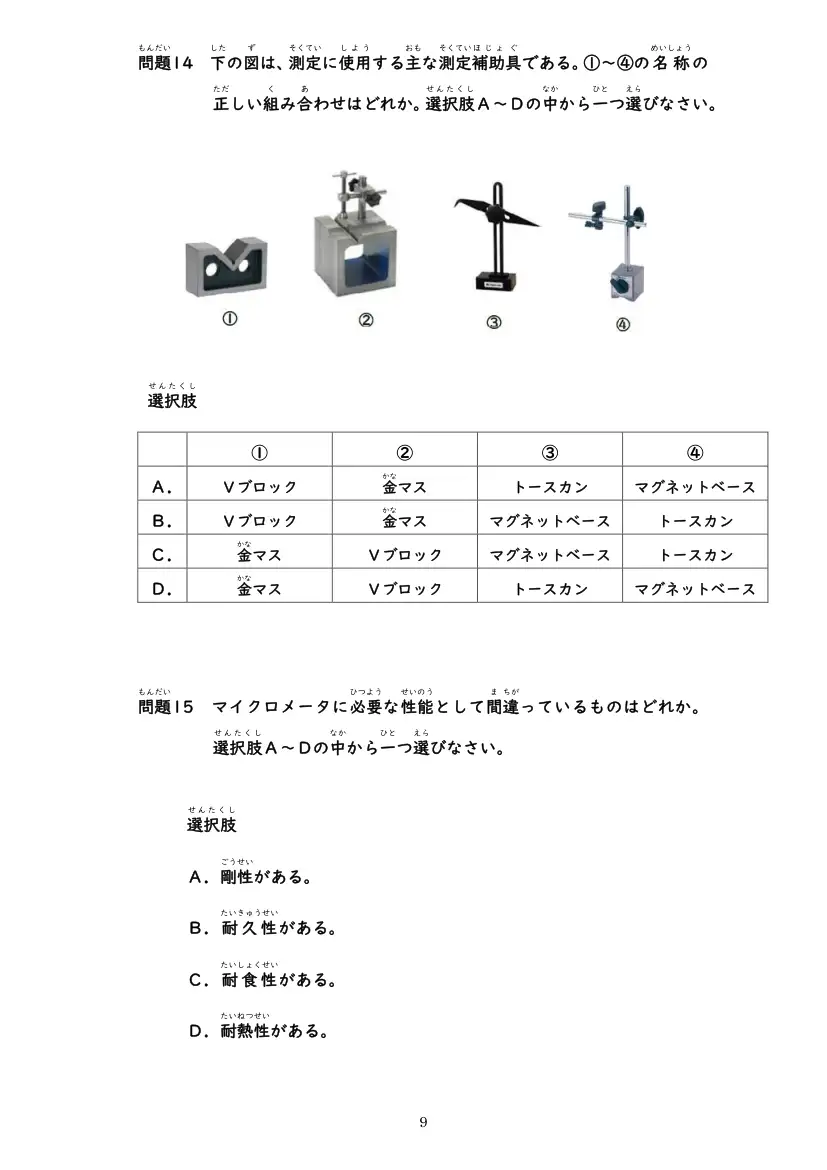 問題14 下の図は、測定に使用する主な測定補助具である。①～④の名称の
正しい組み合わせはどれか。選択肢A～Dの中から一つ選びなさい。
① ② ③ ④
選択肢
① ② ③ ④
A. Vブロック 金マス トースカン マグネットベース
B. Vブロック 金マス マグネットベース トースカン
C. 金マス Vブロック マグネットベース トースカン
D. 金マス Vブロック トースカン マグネットベース
問題15 マイクロメータに必要な性能として間違っているものはどれか。
選択肢A～Dの中から一つ選びなさい。
選択肢
A. 剛性がある。
B. 耐久性がある。
C. 耐食性がある。
D. 耐熱性がある。
9